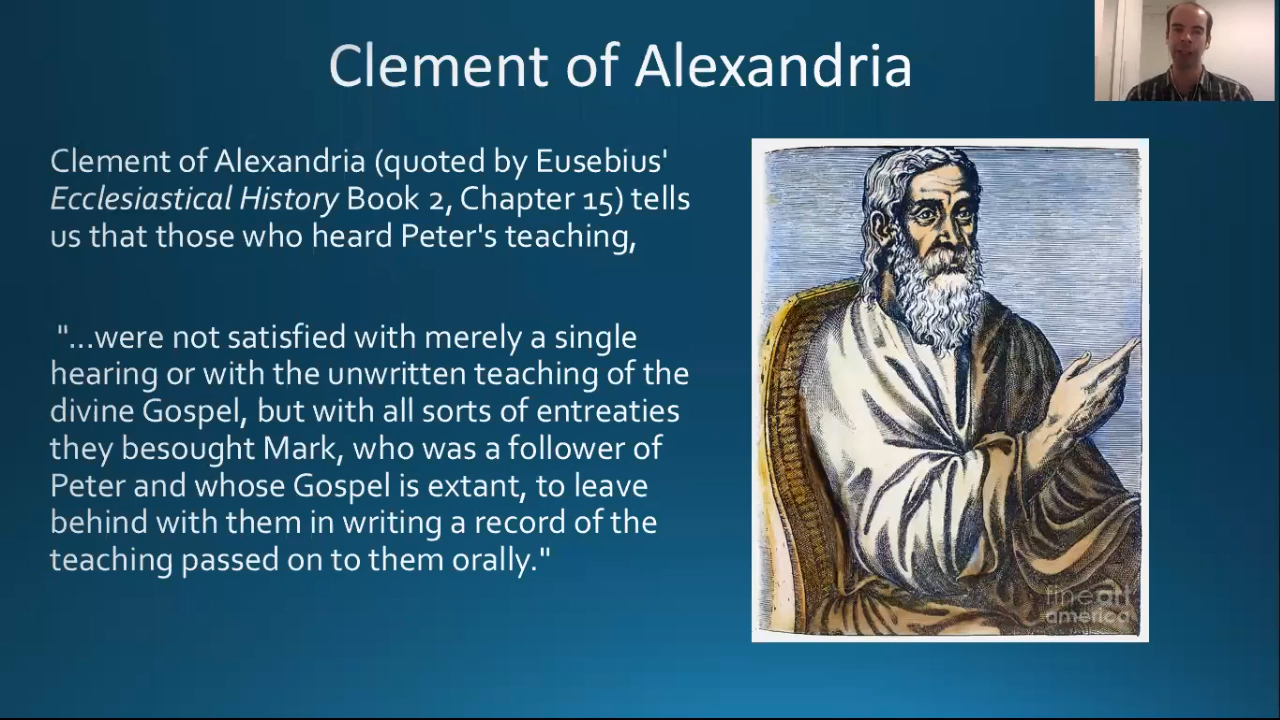 Clement of Alexandria
Clement of Alexandria (quoted by Eusebius'
Ecclesiastical History Book 2, Chapter 15) tells
us that those who heard Peter's teaching,
"...were not satisfied with merely a single
hearing or with the unwritten teaching of the
divine Gospel, but with all sorts of entreaties
they besought Mark, who was a follower of
Peter and whose Gospel is extant, to leave
behind with them in writing a record of the
teaching passed on to them orally."
fineart
america